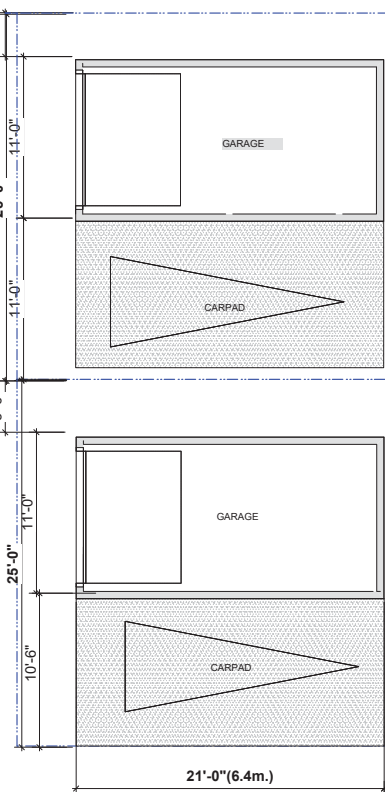 11'-0"
GARAGE
11'-0"
CARPAD
11'-0"
GARAGE
25'-0"
10'-6"
CARPAD
21'-0"(6.4m.)